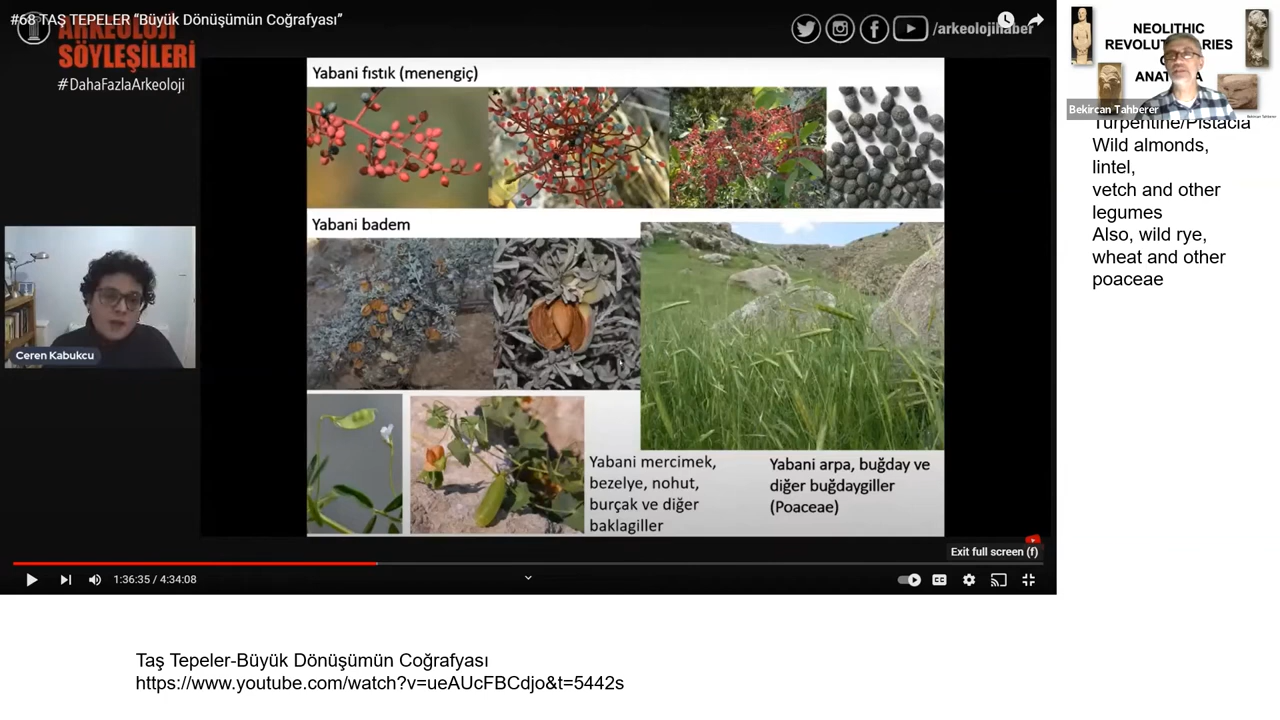 #68 TAŞ TEPELER “Büyük Dönüşümün Coğrafyası”
ARKEOLOJİ
SÖYLEŞİLERİ
#DahaFazlaArkeoloji
/arkeolojihaber
Yabani fıstık (menengiç)
Yabani badem
Ceren Kabukcu
Yabani mercimek,
bezelye, nohut,
burçak ve diğer
baklagiller
Yabani arpa, buğday ve
diğer buğdaygiller
(Poaceae)
Exit full screen (f)
1:36:35 / 4:34:08
NEOLITHIC
Bekircan Tahberer
Bekircan Tahberer
Turpentine/Pistacia
Wild almonds,
lintel,
vetch and other
legumes
Also, wild rye,
wheat and other
poaceae
Taş Tepeler-Büyük Dönüşümün Coğrafyası
https://www.youtube.com/watch?v=ueAUcFBCdjo&t=5442s